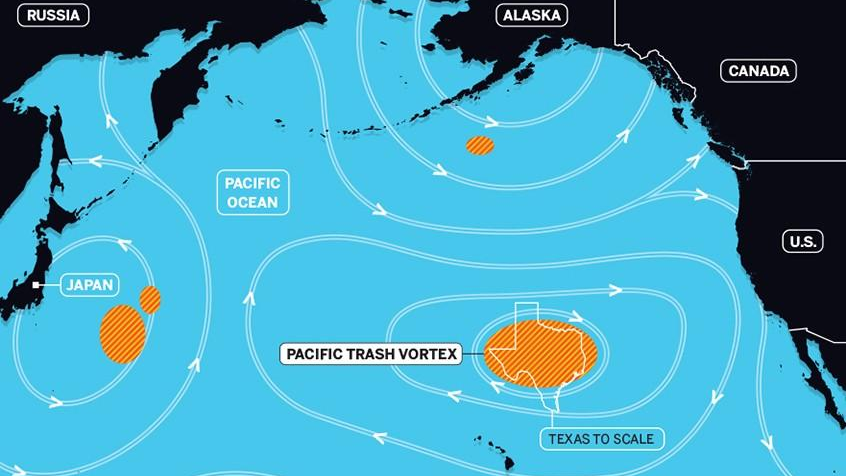 RUSSIA
ALASKA
CANADA
PACIFIC
OCEAN
U.S.
JAPAN
PACIFIC TRASH VORTEX
TEXAS TO SCALE